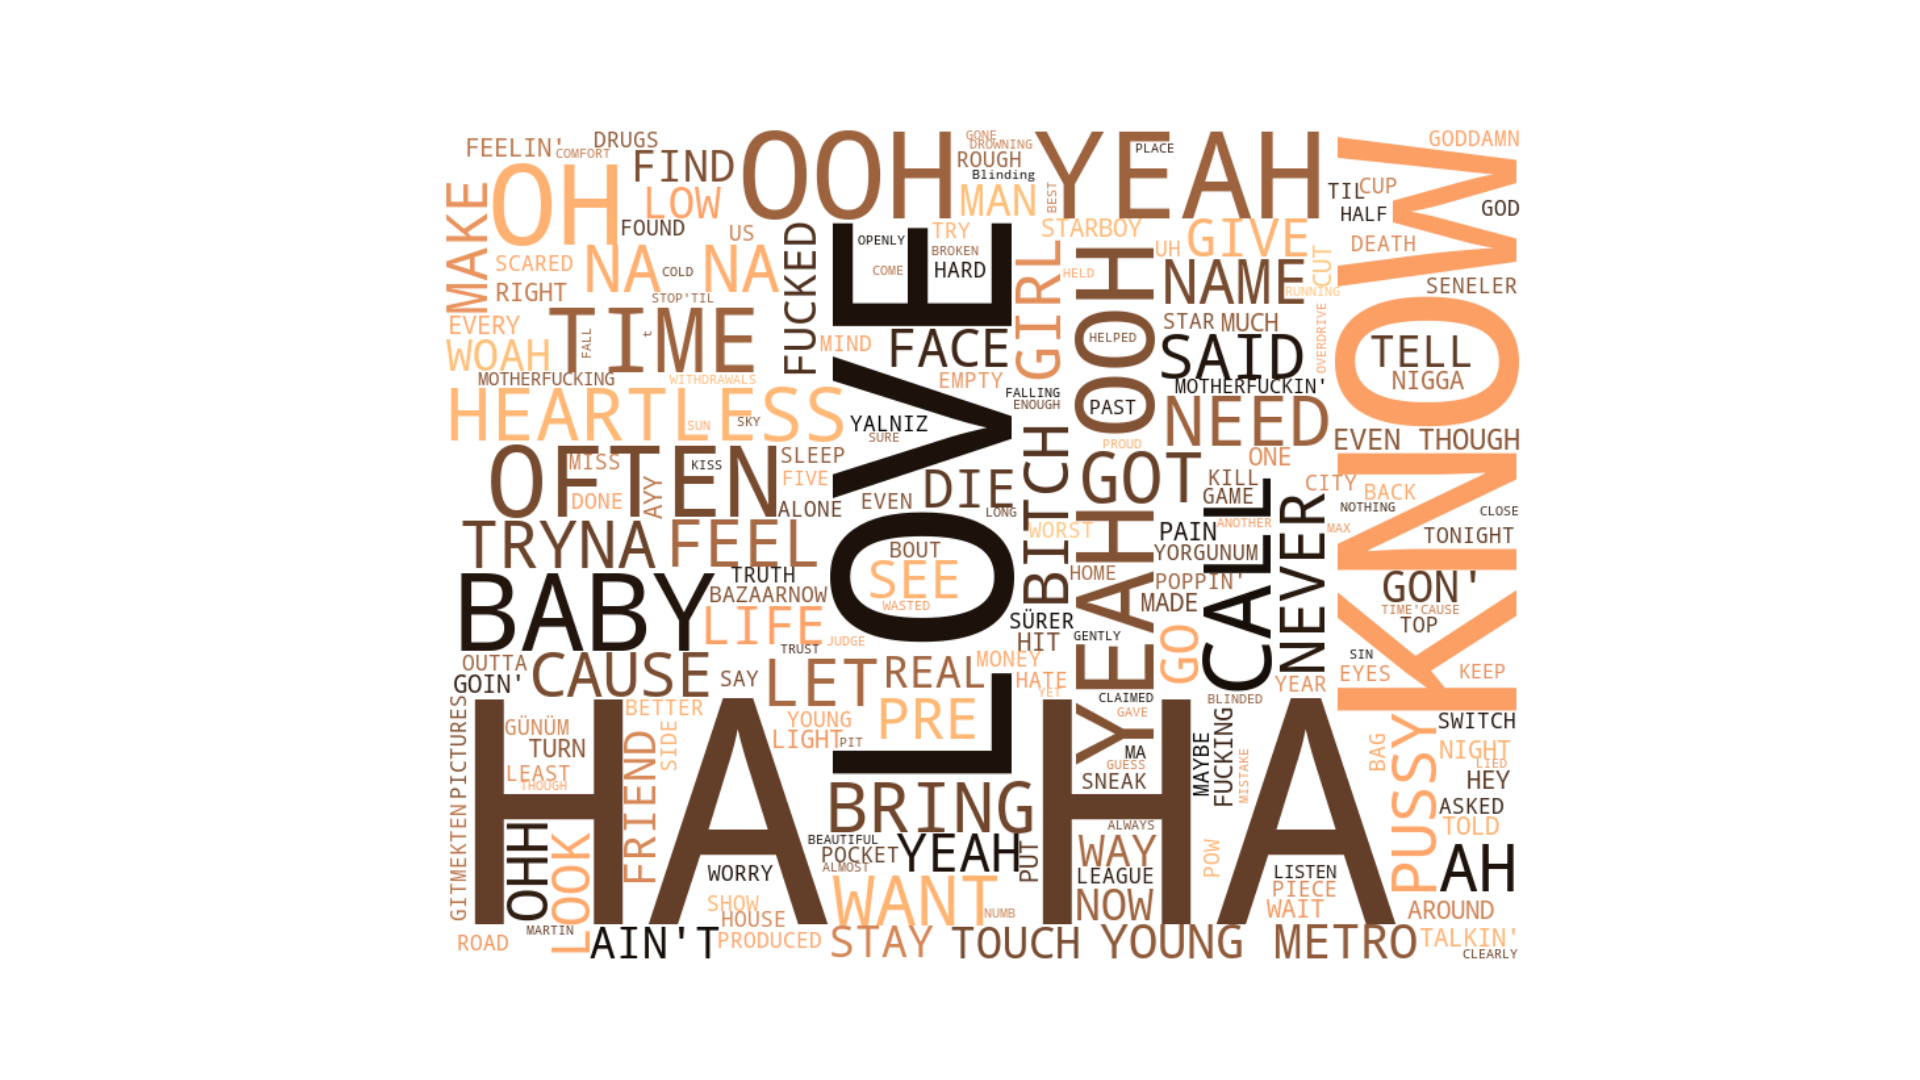 FEELIN'
COMFORT
DRUGS
FIND
OOH YEAH
GONE
DROWNING
ROUGH
Blinding
MAN
BEST
PLACE
TIL
CUP
HALF
GOD
GODDAMN
DEATH
SENELER
MAKE
OH
LOW
FOUND
US
SCARED
NA NA
COLD
RIGHT
STOP'TIL
FUCKED
OPENLY
COME
TRY
BROKEN
HARD
STARBOY
UH
GIVE
CUT
HELD
NAME
RUNNING
GIRL
LOVE
KNOW
EVERY
WOAH
TIME
FALL
t
MIND
FACE
STAR
MUCH
OVERDRIVE
HELPED
SAID
TELL
NIGGA
MOTHERFUCKING
WITHDRAWALS
EMPTY
FALLING
ENOUGH
PAST
MOTHERFUCKIN'
HEARTLESS
SUN
SKY
YALNIZ
SURE
NEED
PROUD
EVEN THOUGH
OFTEN
MISS
DONE
AYY
KISS
SLEEP
FIVE
ALONE
EVEN
DIE
LONG
BITCH
GOT
ONE
KILL
GAME
CITY
BACK
NOTHING
CLOSE
TRYNA
FEEL
BOUT
SEE
WASTED
WORST
YEAH OOH
PAIN
ANOTHER
YORGUNUM
CALL
NEVER
MAX
TONIGHT
BABY
TRUTH
BAZAARNOW
LIFE
JUDGE
TRUST
HOME
POPPIN'
MADE
SÜRER
HIT
GENTLY
GO
GON'
TIME'CAUSE
TOP
SIN
EYES
KEEP
OUTTA
GOIN'
CAUSE
SAY
LET
REAL
MONEY
HATE
YET
CLAIMED
GAVE
BLINDED
YEAR
PICTURES
GÜNÜM
TURN
BETTER
SIDE
YOUNG
LIGHT
PIT
PRE
MA
GUESS
SNEAK
MAYBE
FUCKING
MISTAKE
BAG
PUSSY
SWITCH
NIGHT
LIED
HEY
LEAST
THOUGH
HA HA
FRIEND
BRING
ASKED
TOLD
GITMEKTEN
OHH
LOOK
MARTIN
WORRY
SHOW
HOUSE
BEAUTIFUL
POCKET
ALMOST
YEAH
PUT
ALWAYS
WAY
LEAGUE
NOW
POW
LISTEN
PIECE
WAIT
AH
AROUND
WANT
NUMB
ROAD
AIN'T
PRODUCED
STAY
TOUCH
YOUNG METRO
TALKIN'
CLEARLY